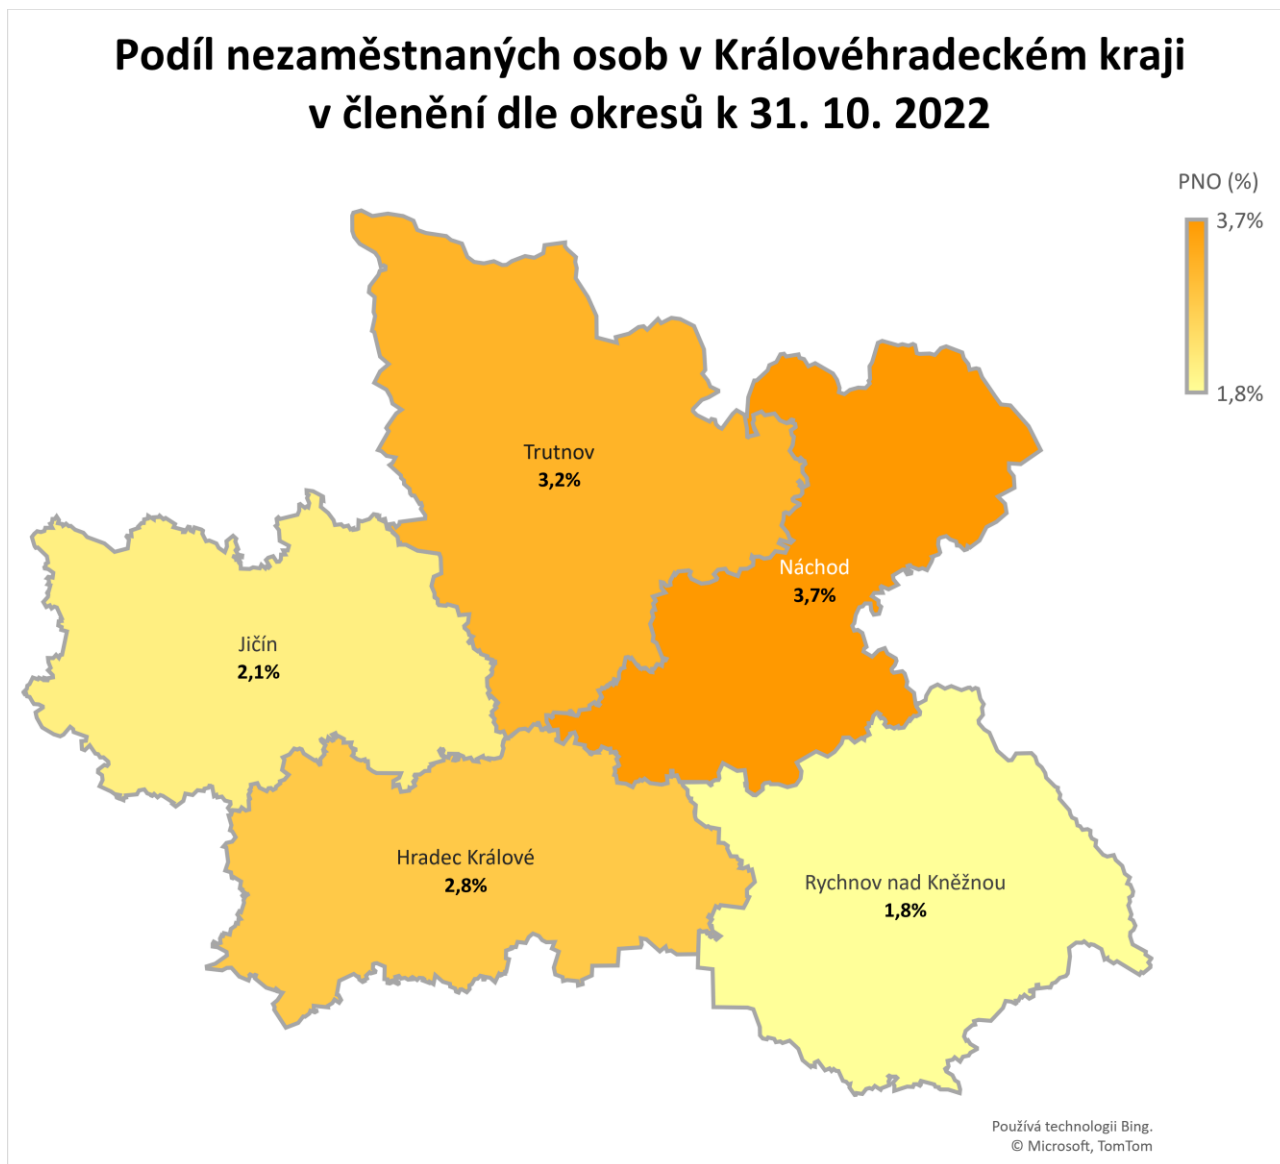 Podíl nezaměstnaných osob v Královéhradeckém kraji
v členění dle okresů k 31. 10. 2022
PNO (%)
3,7%
1,8%
Trutnov
3,2%
Náchod
3,7%
Jičín
2,1%
Hradec Králové
2,8%
Rychnov nad Kněžnou
1,8%
Používá technologii Bing.
© Microsoft, TomTom